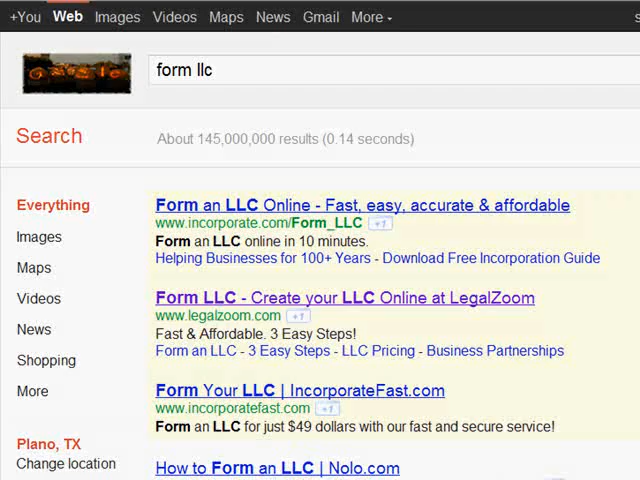 +You Web Images Videos Maps News Gmail More
Google
form llc
Search
About 145,000,000 results (0.14 seconds)
Everything
Images
Maps
Videos
News
Shopping
More
Plano, TX
Change location
Form an LLC Online - Fast, easy, accurate & affordable
www.incorporate.com/Form_LLC +1
Form an LLC online in 10 minutes.
Helping Businesses for 100+ Years - Download Free Incorporation Guide
Form LLC - Create your LLC Online at LegalZoom
www.legalzoom.com +1
Fast & Affordable. 3 Easy Steps!
Form an LLC - 3 Easy Steps - LLC Pricing - Business Partnerships
Form Your LLC | IncorporateFast.com
www.incorporatefast.com +1
Form an LLC for just $49 dollars with our fast and secure service!
How to Form an LLC | Nolo.com